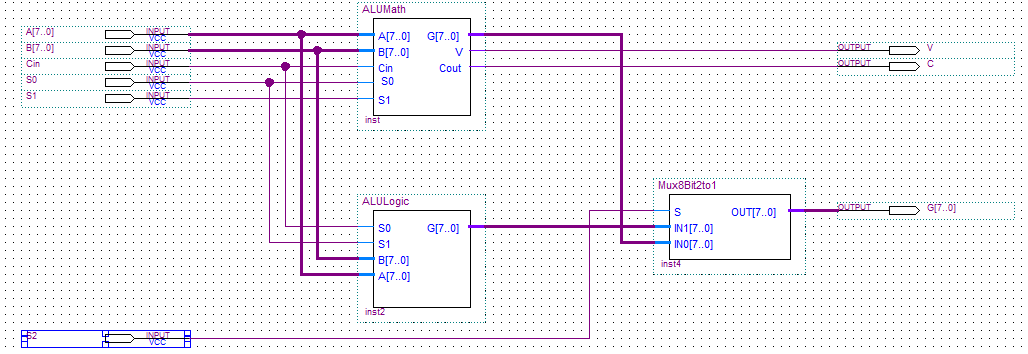 ALUMath
A[7..0] INPUT VCC A[7..0] G[7..0]
B[7..0] INPUT VCC B[7..0] V OUTPUT V
Cin INPUT VCC Cin Cout OUTPUT C
S0 INPUT VCC S0
S1 INPUT VCC S1
inst
Mux8Bit2to1
ALULogic
S OUT[7..0] OUTPUT G[7..0]
S0 G[7..0] IN1[7..0]
S1 IN0[7..0]
B[7..0]
inst4
A[7..0]
inst2
S2 INPUT VCC